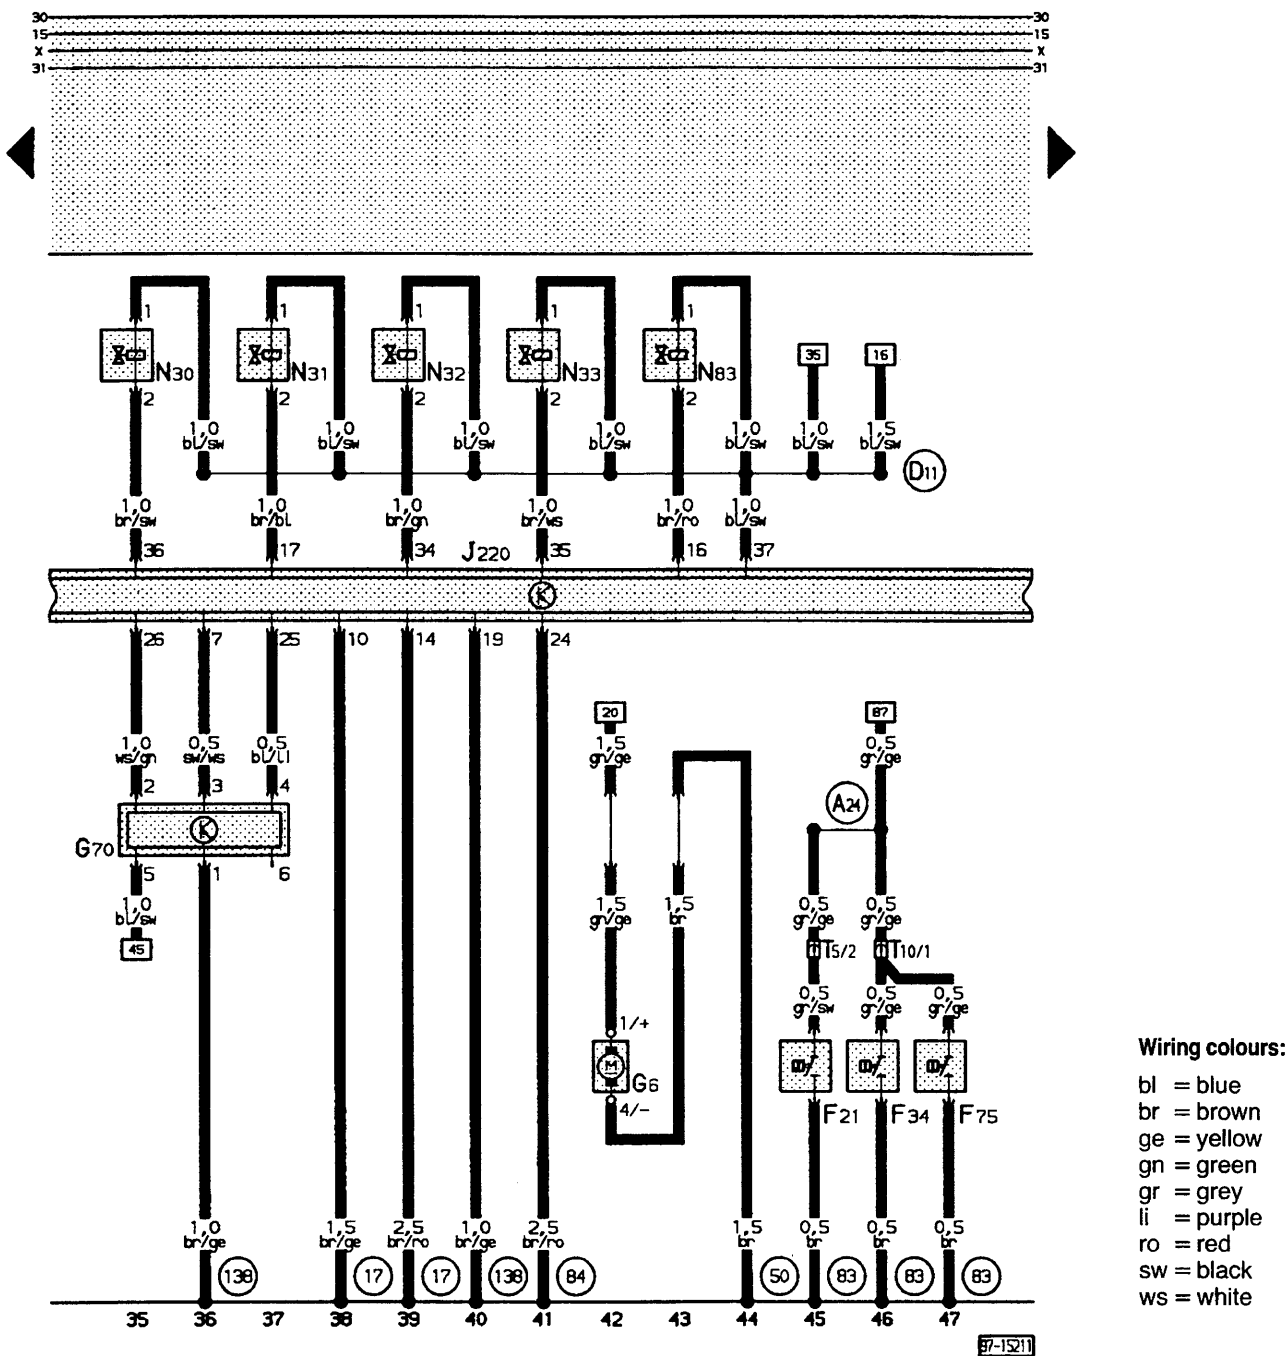 30 30
15 15
X X
31 31
1 1 1 1 1
N30 N31 N32 N33 N83 35 16
2 2 2 2 2
1,0 1,0 1,0 1,0 1,0 1,0 1,5
bl/sw bl/sw bl/sw bl/sw bl/sw bl/sw bl/sw
D11
1,0 1,0 1,0 1,0 1,0 1,0
br/sw br/bl br/gn br/ws br/ro bl/sw
36 17 34 J220 35 16 37
K
26 7 25 10 14 19 24
20 87
1,0 0,5 0,5 1,5 0,5
ws/gn sw/ws bl/li gn/ge gr/ge
2 3 4
A24
K
G70
5 1 6
1,0 1,5 1,5 0,5 0,5
bl/sw gn/ge br gr/ge gr/ge
45 T5/2 T10/1
0,5 0,5 0,5
gr/sw gr/ge gr/ge
1/+
M
G6
4/-
F21 F34 F75
Wiring colours:
bl = blue
br = brown
ge = yellow
gn = green
gr = grey
li = purple
ro = red
sw = black
ws = white
1,0 1,5 2,5 1,0 2,5 1,5 0,5 0,5 0,5
br/ge br/ge br/ro br/ge br/ro br br br br
138 17 17 138 84 50 83 83 83
35 36 37 38 39 40 41 42 43 44 45 46 47
97-15211